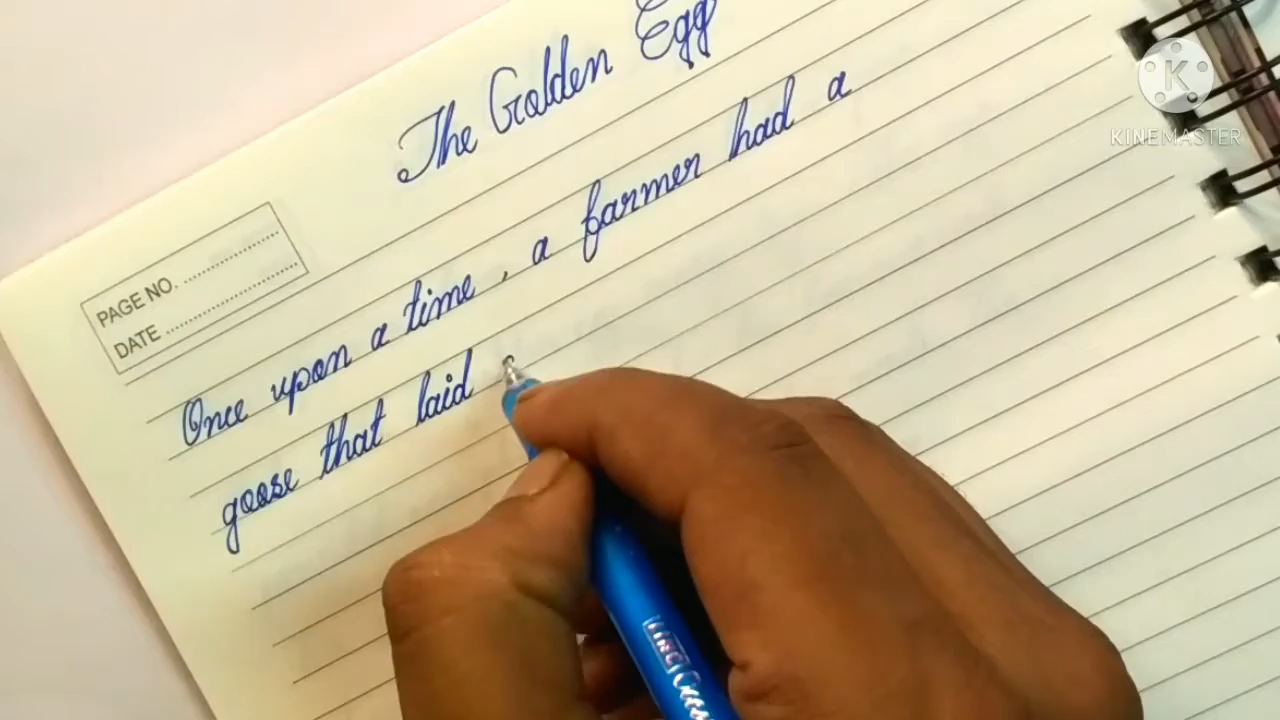 The Golden Egg
Once upon a time, a farmer had a
goose that laid
PAGE NO. ....................
DATE ............................
KINEMASTER
K